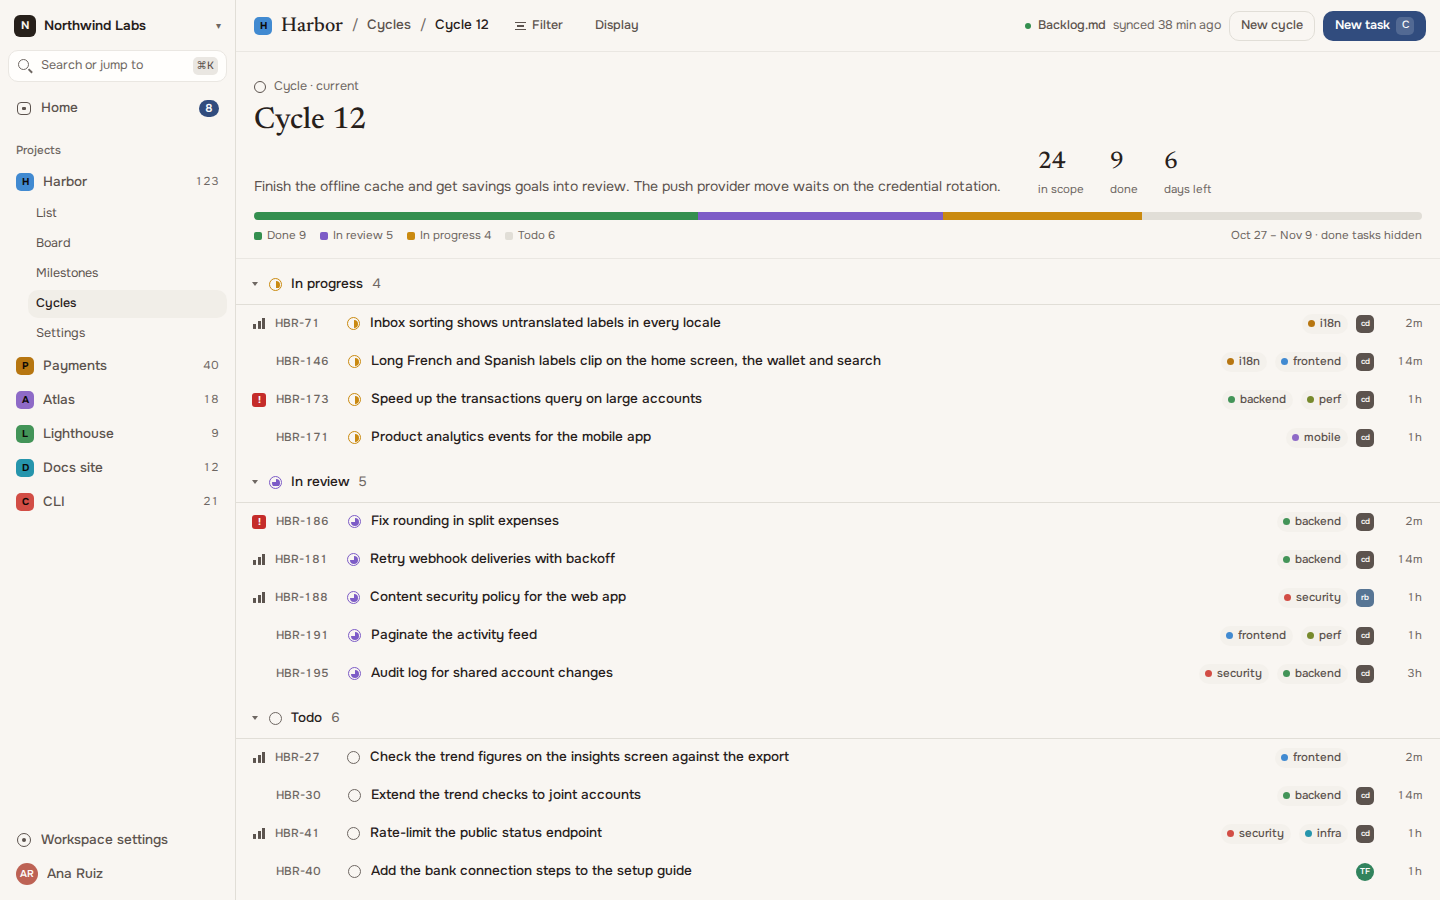 N Northwind Labs
Search or jump to ⌘K
Home 8
Projects
H Harbor 123
List
Board
Milestones
Cycles
Settings
P Payments 40
A Atlas 18
L Lighthouse 9
D Docs site 12
C CLI 21
Workspace settings
AR Ana Ruiz
H Harbor / Cycles / Cycle 12 Filter Display Backlog.md synced 38 min ago New cycle New task C
Cycle · current
Cycle 12
Finish the offline cache and get savings goals into review. The push provider move waits on the credential rotation.
24 9 6
in scope done days left
Done 9 In review 5 In progress 4 Todo 6 Oct 27 – Nov 9 · done tasks hidden
In progress 4
HBR-71 Inbox sorting shows untranslated labels in every locale i18n cd 2m
HBR-146 Long French and Spanish labels clip on the home screen, the wallet and search i18n frontend cd 14m
! HBR-173 Speed up the transactions query on large accounts backend perf cd 1h
HBR-171 Product analytics events for the mobile app mobile cd 1h
In review 5
! HBR-186 Fix rounding in split expenses backend cd 2m
HBR-181 Retry webhook deliveries with backoff backend cd 14m
HBR-188 Content security policy for the web app security rb 1h
HBR-191 Paginate the activity feed frontend perf cd 1h
HBR-195 Audit log for shared account changes security backend cd 3h
Todo 6
HBR-27 Check the trend figures on the insights screen against the export frontend 2m
HBR-30 Extend the trend checks to joint accounts backend cd 14m
HBR-41 Rate-limit the public status endpoint security infra cd 1h
HBR-40 Add the bank connection steps to the setup guide TF 1h